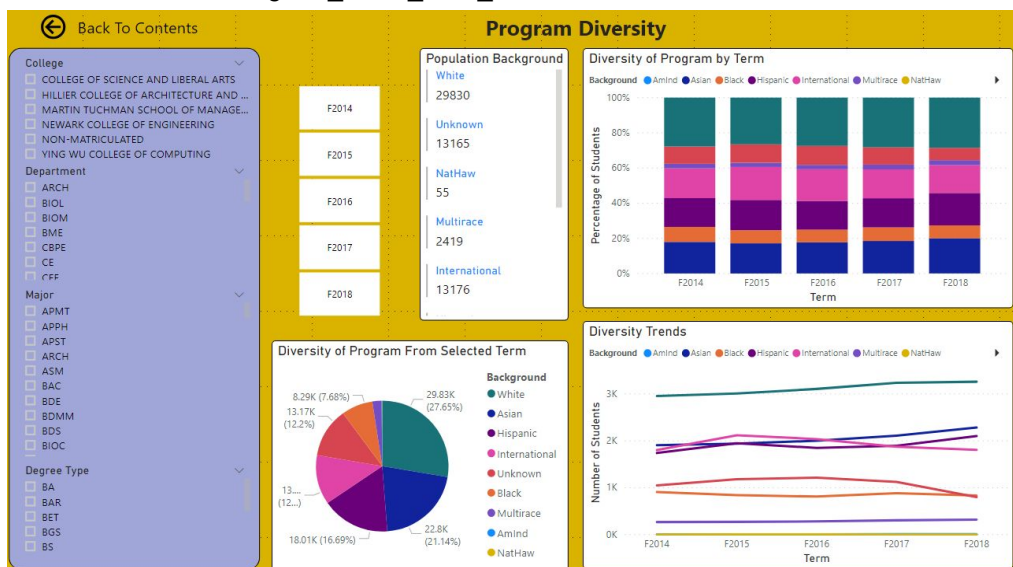 Back To Contents
Program Diversity
College
COLLEGE OF SCIENCE AND LIBERAL ARTS
HILLIER COLLEGE OF ARCHITECTURE AND ...
MARTIN TUCHMAN SCHOOL OF MANAGE...
NEWARK COLLEGE OF ENGINEERING
NON-MATRICULATED
YING WU COLLEGE OF COMPUTING
Department
ARCH
BIOL
BIOM
BME
CBPE
CE
Major
APMT
APPH
APST
ARCH
ASM
BAC
BDE
BDMM
BDS
BIOC
Degree Type
BA
BAR
BET
BGS
BS
F2014
F2015
F2016
F2017
F2018
Population Background
White
29830
Unknown
13165
NatHaw
55
Multirace
2419
International
13176
Diversity of Program by Term
Background AmInd Asian Black Hispanic International Multirace NatHaw
100%
80%
60%
40%
20%
0%
Percentage of Students
F2014 F2015 F2016 F2017 F2018
Term
Diversity of Program From Selected Term
8.29K (7.68%)
13.17K
(12.2%)
13....
(12...)
18.01K (16.69%)
29.83K
(27.65%)
22.8K
(21.14%)
Background
White
Asian
Hispanic
International
Unknown
Black
Multirace
AmInd
NatHaw
Diversity Trends
Background AmInd Asian Black Hispanic International Multirace NatHaw
3K
2K
1K
0K
Number of Students
F2014 F2015 F2016 F2017 F2018
Term